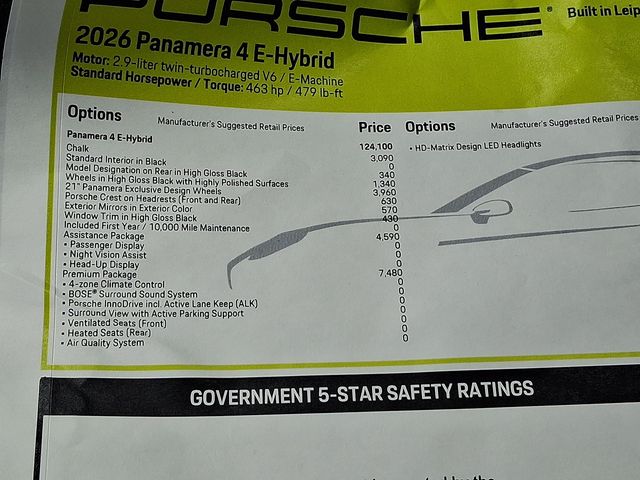 PORSCHE
Built in
2026 Panamera 4 E-Hybrid
Motor: 2.9-liter twin-turbocharged V6 / E-Machine
Standard Horsepower / Torque: 463 hp / 479 lb-ft
Options Manufacturer's Suggested Retail Prices Price
Panamera 4 E-Hybrid 124,100
Chalk 3,090
Standard Interior in Black 0
Model Designation on Rear in High Gloss Black 340
Wheels in High Gloss Black with Highly Polished Surfaces 1,340
21" Panamera Exclusive Design Wheels 3,960
Porsche Crest on Headrests (Front and Rear) 630
Exterior Mirrors in Exterior Color 570
Window Trim in High Gloss Black 430
Included First Year / 10,000 Mile Maintenance 0
Assistance Package 4,590
• Passenger Display 0
• Night Vision Assist 0
• Head-Up Display 0
Premium Package 7,480
• 4-zone Climate Control 0
• BOSE® Surround Sound System 0
• Porsche InnoDrive incl. Active Lane Keep (ALK) 0
• Surround View with Active Parking Support 0
• Ventilated Seats (Front) 0
• Heated Seats (Rear) 0
• Air Quality System 0
Options Manufacturer's Suggested Retail Prices
• HD-Matrix Design LED Headlights
GOVERNMENT 5-STAR SAFETY RATINGS